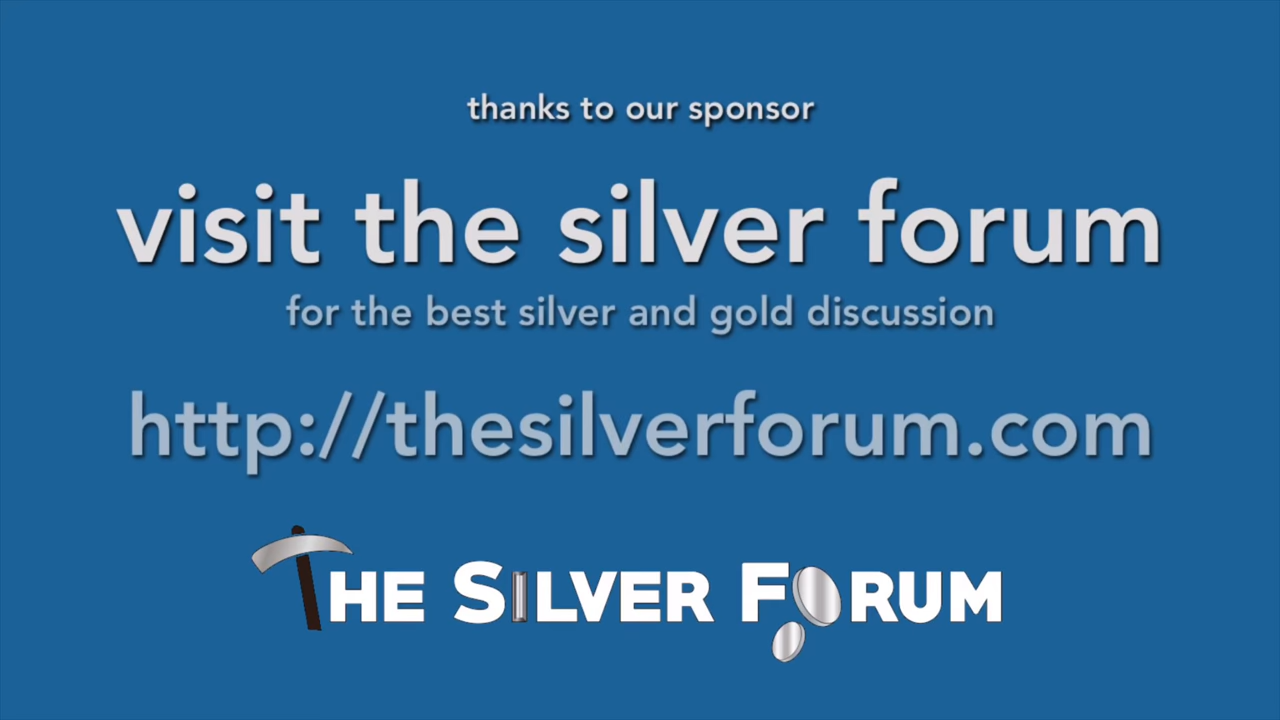 thanks to our sponsor
visit the silver forum
for the best silver and gold discussion
http://thesilverforum.com
THE SILVER FORUM